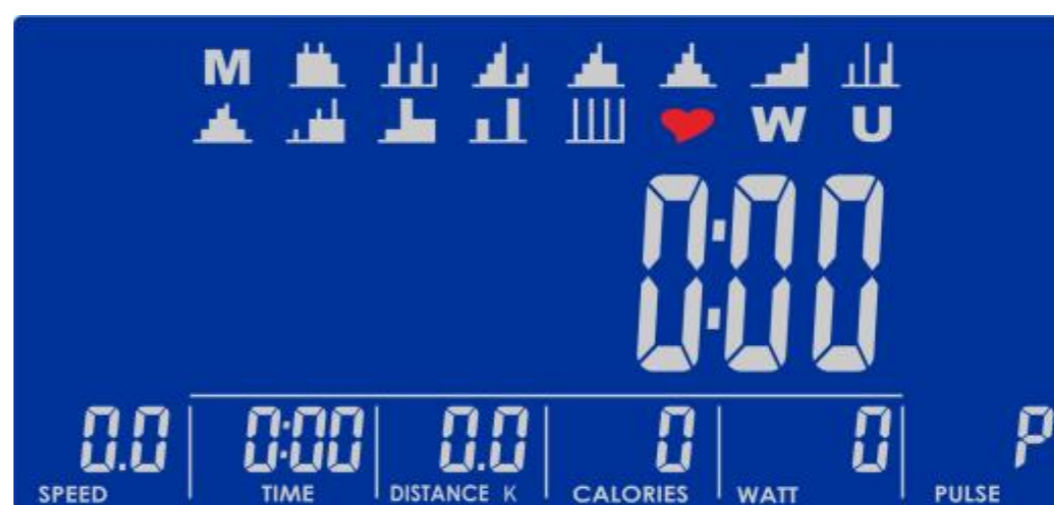 M
W U
0:00
0.0 0:00 0.0 0 0 P
SPEED TIME DISTANCE K CALORIES WATT PULSE